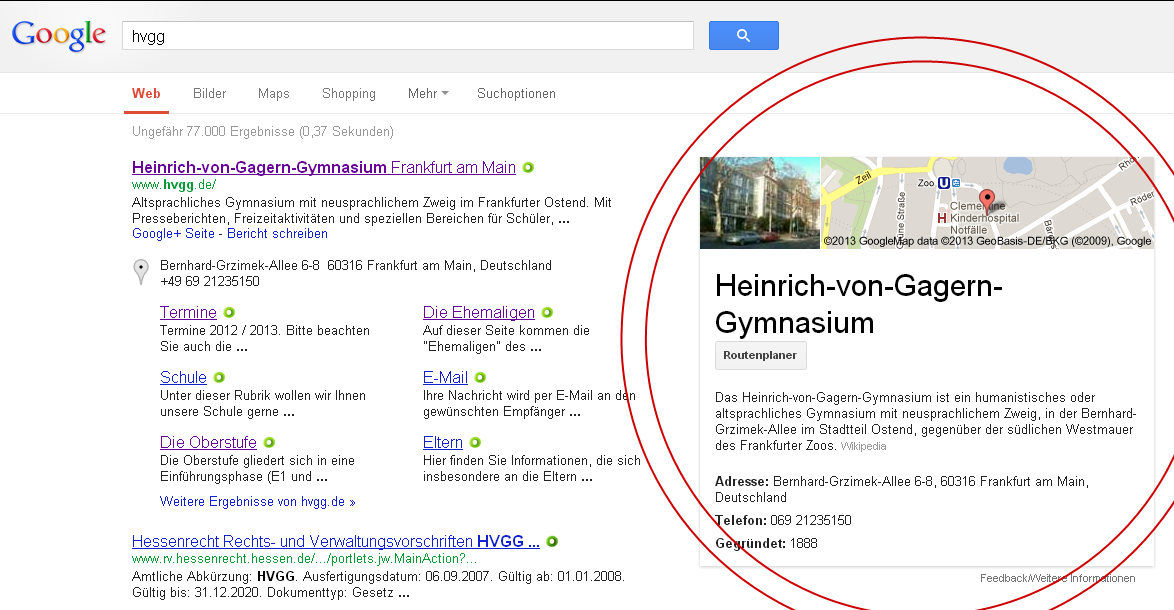 Google
hvgg
Web Bilder Maps Shopping Mehr Suchoptionen
Ungefähr 77.000 Ergebnisse (0,37 Sekunden)
Heinrich-von-Gagern-Gymnasium Frankfurt am Main
www.hvgg.de/
Altsprachliches Gymnasium mit neusprachlichem Zweig im Frankfurter Ostend. Mit
Presseberichten, Freizeitaktivitäten und speziellen Bereichen für Schüler, ...
Google+ Seite - Bericht schreiben
Bernhard-Grzimek-Allee 6-8 60316 Frankfurt am Main, Deutschland
+49 69 21235150
Termine
Termine 2012 / 2013. Bitte beachten
Sie auch die ...
Die Ehemaligen
Auf dieser Seite kommen die
"Ehemaligen" des ...
Schule
Unter dieser Rubrik wollen wir Ihnen
unsere Schule gerne ...
E-Mail
Ihre Nachricht wird per E-Mail an den
gewünschten Empfänger ...
Die Oberstufe
Die Oberstufe gliedert sich in eine
Einführungsphase (E1 und ...
Eltern
Hier finden Sie Informationen, die sich
insbesondere an die Eltern ...
Weitere Ergebnisse von hvgg.de »
Hessenrecht Rechts- und Verwaltungsvorschriften HVGG ...
www.rv.hessenrecht.hessen.de/.../portlets.jw.MainAction?...
Amtliche Abkürzung: HVGG. Ausfertigungsdatum: 06.09.2007. Gültig ab: 01.01.2008.
Gültig bis: 31.12.2020. Dokumenttyp: Gesetz ...
Zeil
Zoo U
Rho
Röder
Clementine
H Kinderhospital
Notfälle
Straße
©2013 GoogleMap data ©2013 GeoBasis-DE/BKG (©2009), Google
Heinrich-von-Gagern-
Gymnasium
Routenplaner
Das Heinrich-von-Gagern-Gymnasium ist ein humanistisches oder
altsprachliches Gymnasium mit neusprachlichem Zweig, in der Bernhard-
Grzimek-Allee im Stadtteil Ostend, gegenüber der südlichen Westmauer
des Frankfurter Zoos. Wikipedia
Adresse: Bernhard-Grzimek-Allee 6-8, 60316 Frankfurt am Main,
Deutschland
Telefon: 069 21235150
Gegründet: 1888
Feedback/Weitere Informationen